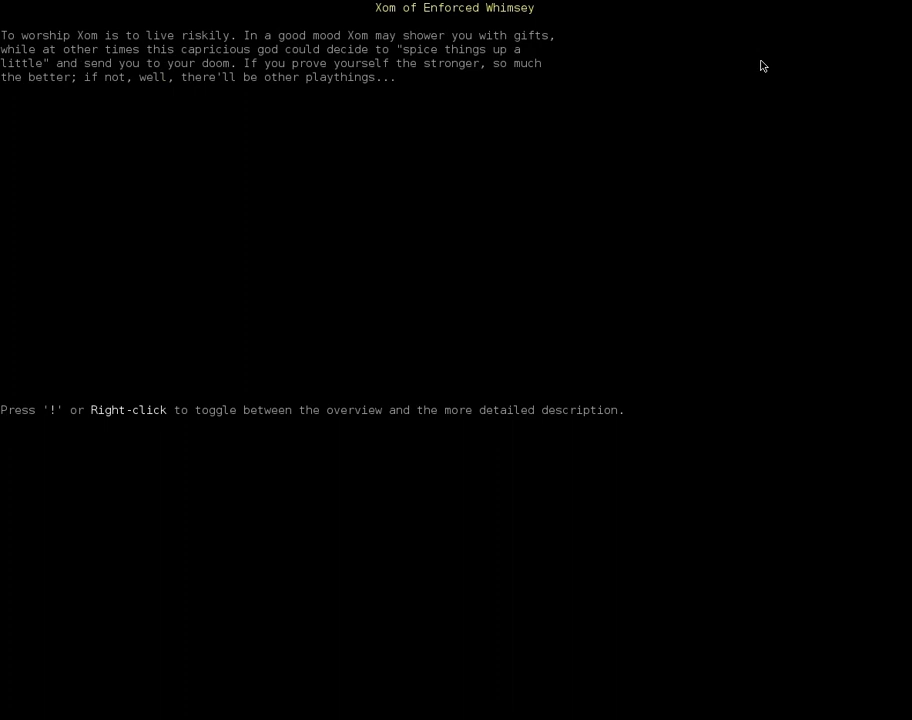 Xom of Enforced Whimsey
To worship Xom is to live riskily. In a good mood Xom may shower you with gifts,
while at other times this capricious god could decide to "spice things up a
little" and send you to your doom. If you prove yourself the stronger, so much
the better; if not, well, there'll be other playthings...
Press '!' or Right-click to toggle between the overview and the more detailed description.